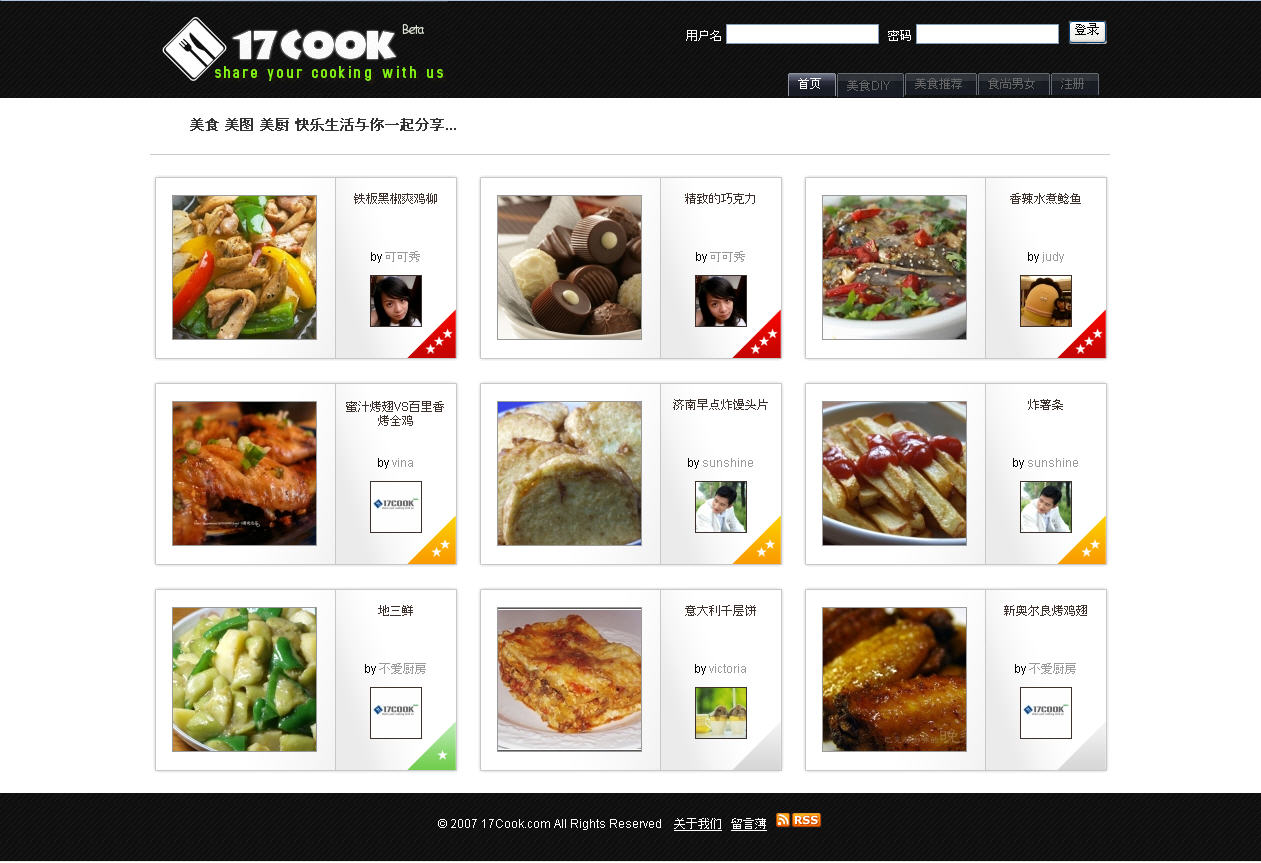 17COOK Beta
share your cooking with us
用户名 密码 登录
首页 美食DIY 美食推荐 食尚男女 注册
美食 美图 美厨 快乐生活与你一起分享...
铁板黑椒爽鸡柳
by 可可秀
精致的巧克力
by 可可秀
香辣水煮鲶鱼
by judy
蜜汁烤翅VS百里香
烤全鸡
by vina
17COOK
济南早点炸馒头片
by sunshine
炸薯条
by sunshine
地三鲜
by 不爱厨房
17COOK
意大利千层饼
by victoria
新奥尔良烤鸡翅
by 不爱厨房
17COOK
© 2007 17Cook.com All Rights Reserved 关于我们 留言薄 RSS